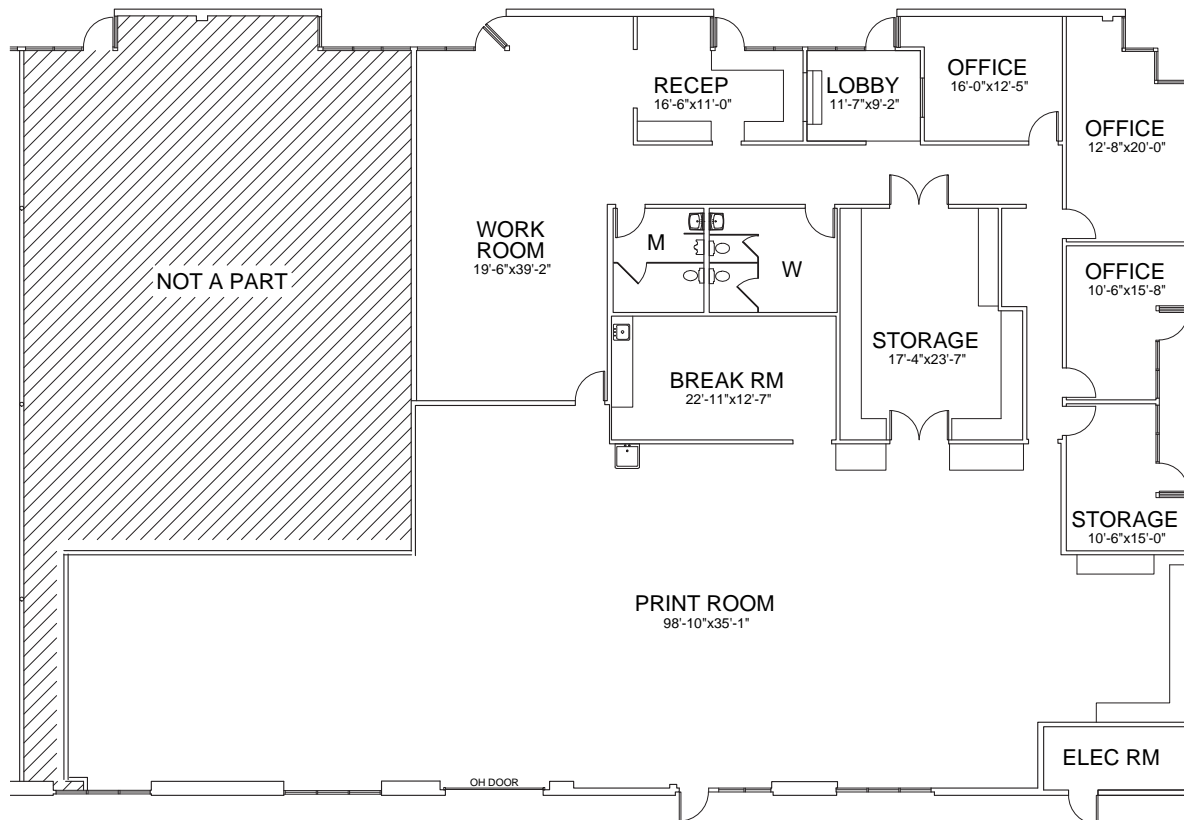 RECEP
16'-6"x11'-0"
LOBBY
11'-7"x9'-2"
OFFICE
16'-0"x12'-5"
OFFICE
12'-8"x20'-0"
WORK
ROOM
19'-6"x39'-2"
M
W
OFFICE
10'-6"x15'-8"
NOT A PART
STORAGE
17'-4"x23'-7"
BREAK RM
22'-11"x12'-7"
STORAGE
10'-6"x15'-0"
PRINT ROOM
98'-10"x35'-1"
ELEC RM
OH DOOR